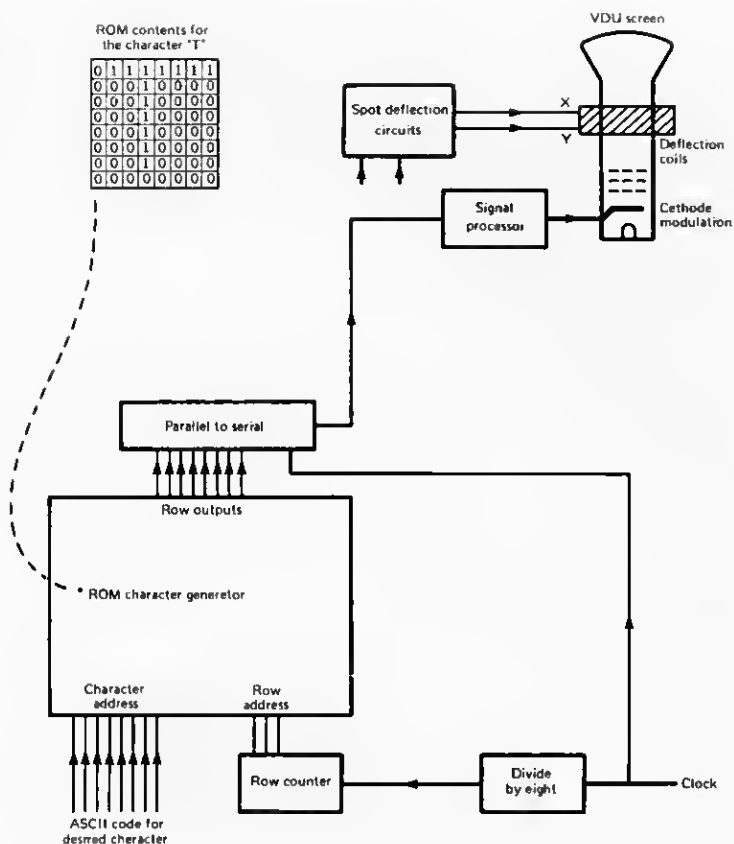 ROM contents for
the character "T"
0 1 1 1 1 1 1 1
0 0 0 1 0 0 0 0
0 0 0 1 0 0 0 0
0 0 0 1 0 0 0 0
0 0 0 1 0 0 0 0
0 0 0 1 0 0 0 0
0 0 0 1 0 0 0 0
0 0 0 0 0 0 0 0
VDU screen
Spot deflection
circuits
X
Y
Deflection
coils
Signal
processor
Cethode
modulation
Parallel to serial
Row outputs
ROM character generetor
Character
address
Row
address
Row counter
Divide
by eight
Clock
ASCII code for
desired cherecter